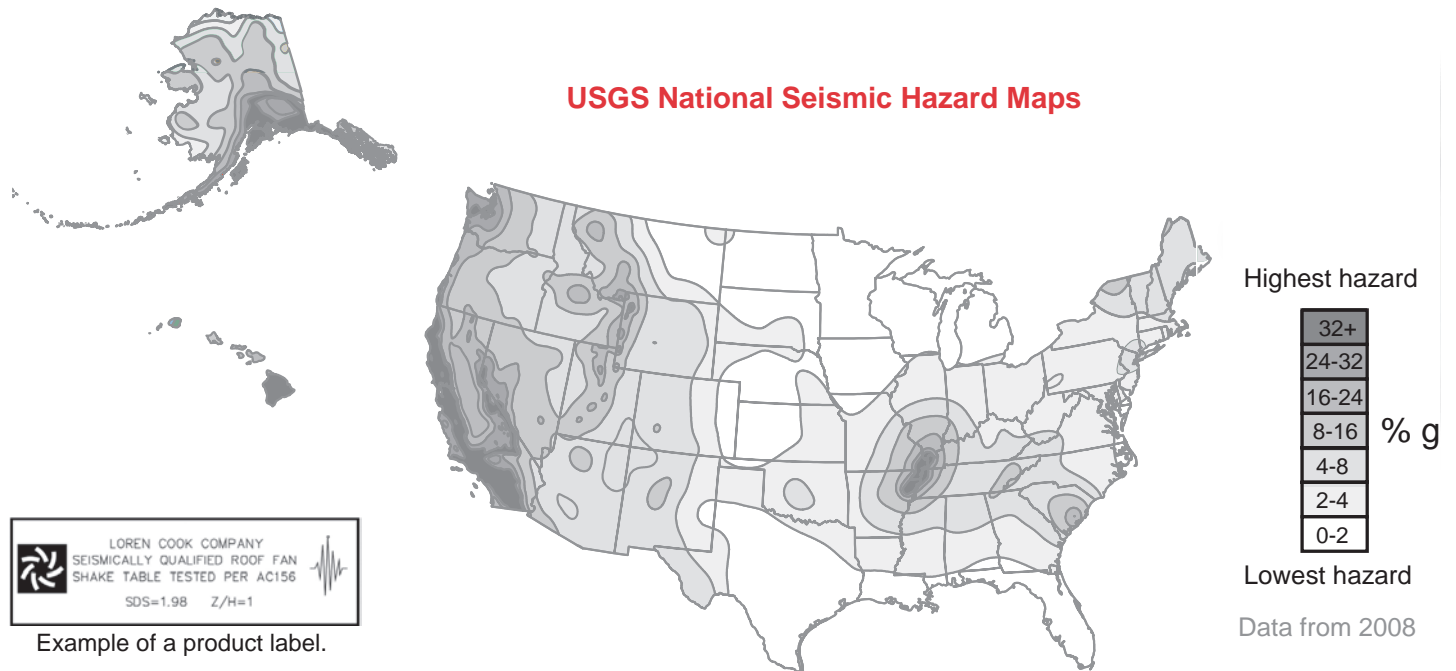 USGS National Seismic Hazard Maps
Highest hazard
32+
24-32
16-24
8-16
4-8
2-4
0-2
% g
Lowest hazard
Data from 2008
LOREN COOK COMPANY
SEISMICALLY QUALIFIED ROOF FAN
SHAKE TABLE TESTED PER AC156
SDS=1.98 Z/H=1
Example of a product label.